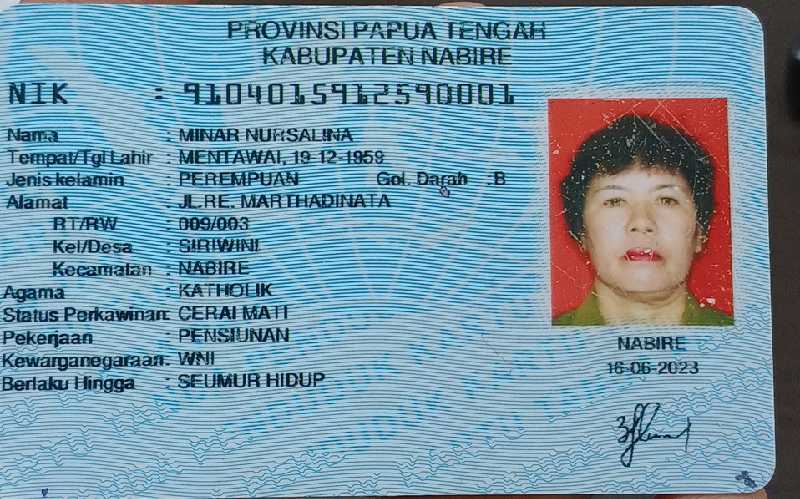 PROVINSI PAPUA TENGAH
KABUPATEN NABIRE
NIK : 9104015912590001
Nama : MINAR NURSALINA
Tempat/Tgl Lahir : MENTAWAI, 19-12-1959
Jenis kelamin : PEREMPUAN Gol. Darah :B
Alamat : JL.RE. MARTHADINATA
RT/RW : 009/003
Kel/Desa : SIRIWINI
Kecamatan : NABIRE
Agama : KATHOLIK
Status Perkawinan: CERAI MATI
Pekerjaan : PENSIUNAN
Kewarganegaraan: WNI
Berlaku Hingga : SEUMUR HIDUP
NABIRE
16-06-2023